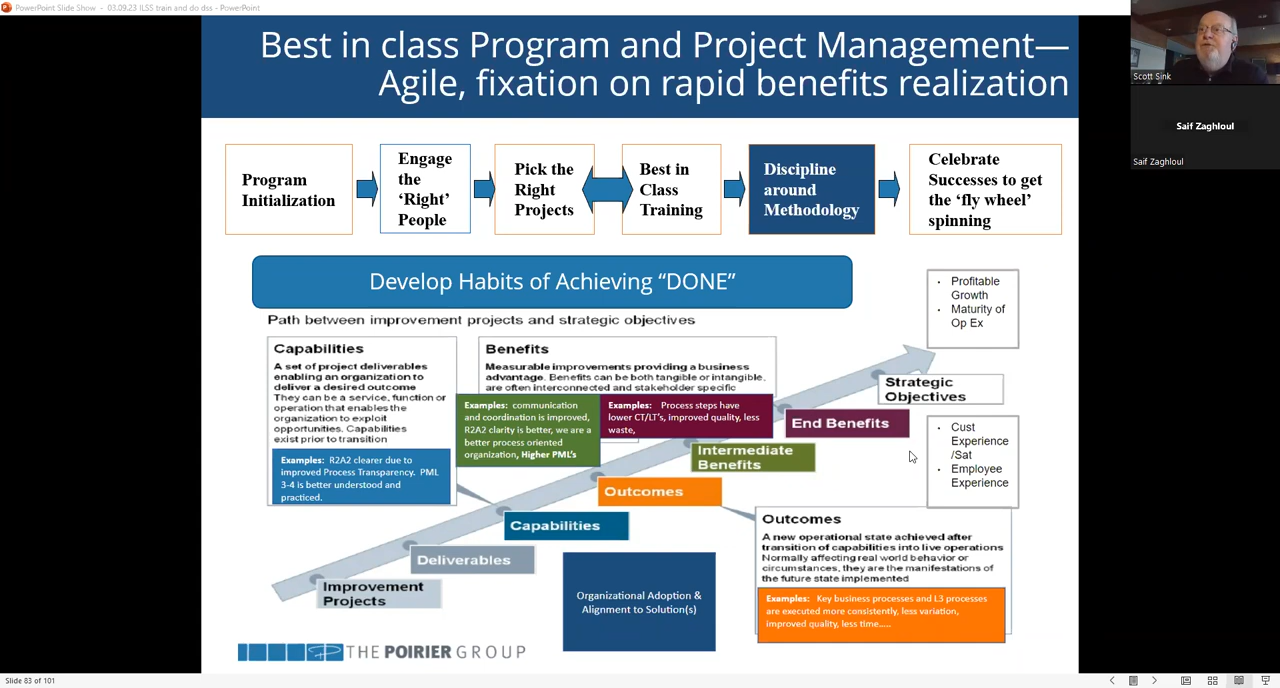 PowerPoint Slide Show - 03.09.23 ILSS train and do dss - PowerPoint
Best in class Program and Project Management—
Agile, fixation on rapid benefits realization
Scott Sink
Saif Zaghloul
Saif Zaghloul
Program
Initialization
Engage
the
‘Right’
People
Pick the
Right
Projects
Best in
Class
Training
Discipline
around
Methodology
Celebrate
Successes to get
the ‘fly wheel’
spinning
Develop Habits of Achieving “DONE”
• Profitable
Growth
• Maturity of
Op Ex
Path between improvement projects and strategic objectives
Capabilities
A set of project deliverables
enabling an organization to
deliver a desired outcome
They can be a service, function or
operation that enables the
organization to exploit
opportunities. Capabilities
exist prior to transition
Examples: R2A2 clearer due to
improved Process Transparency. PML
3-4 is better understood and
practiced.
Benefits
Measurable improvements providing a business
advantage. Benefits can be both tangible or intangible,
are often interconnected and stakeholder specific
Examples: communication
and coordination is improved,
R2A2 clarity is better, we are a
better process oriented
organization, Higher PML’s
Examples: Process steps have
lower CT/LT’s, improved quality, less
waste,
Strategic
Objectives
End Benefits
Intermediate
Benefits
Outcomes
Capabilities
Deliverables
Improvement
Projects
• Cust
Experience
/Sat
• Employee
Experience
Outcomes
A new operational state achieved after
transition of capabilities into live operations
Normally affecting real world behavior or
circumstances, they are the manifestations of
the future state implemented
Examples: Key business processes and L3 processes
are executed more consistently, less variation,
improved quality, less time.....
Organizational Adoption &
Alignment to Solution(s)
THE POIRIER GROUP
Slide 83 of 101